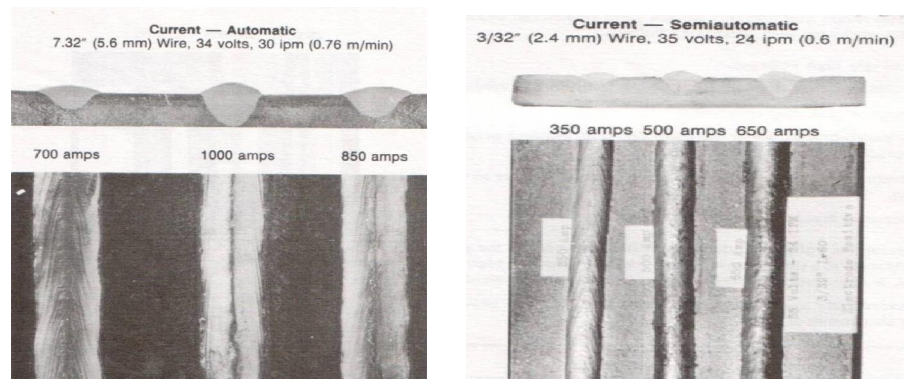 Current — Automatic
7.32" (5.6 mm) Wire, 34 volts, 30 ipm (0.76 m/min)
700 amps 1000 amps 850 amps
Current — Semiautomatic
3/32" (2.4 mm) Wire, 35 volts, 24 ipm (0.6 m/min)
350 amps 500 amps 650 amps
Electrode Positive